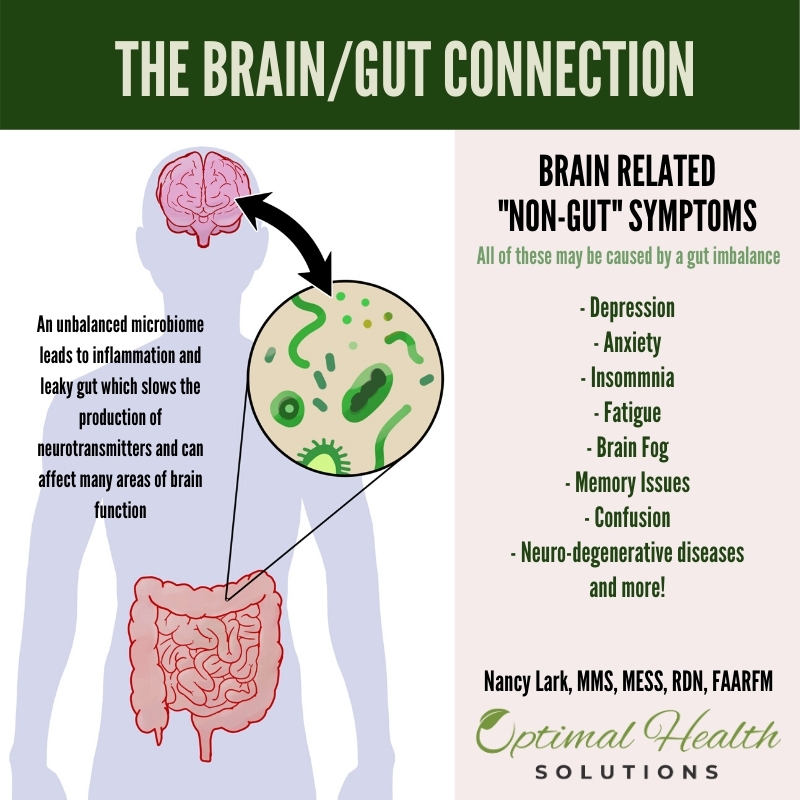 THE BRAIN/GUT CONNECTION
An unbalanced microbiome
leads to inflammation and
leaky gut which slows the
production of
neurotransmitters and can
affect many areas of brain
function
BRAIN RELATED
"NON-GUT" SYMPTOMS
All of these may be caused by a gut imbalance
- Depression
- Anxiety
- Insommnia
- Fatigue
- Brain Fog
- Memory Issues
- Confusion
- Neuro-degenerative diseases
and more!
Nancy Lark, MMS, MESS, RDN, FAARFM
Optimal Health
SOLUTIONS